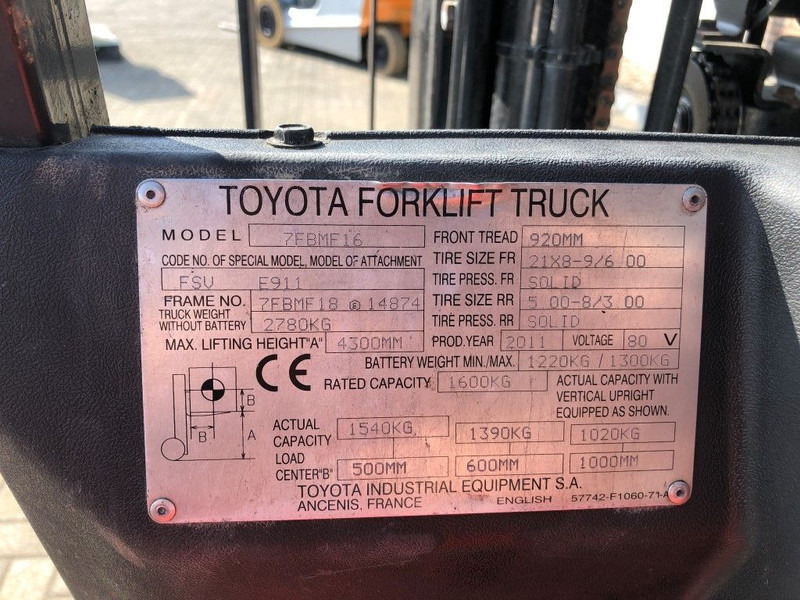 TOYOTA FORKLIFT TRUCK
MODEL 7FBMF16
CODE NO. OF SPECIAL MODEL, MODEL OF ATTACHMENT
FSV E911
FRAME NO. 7FBMF18 E 14874
TRUCK WEIGHT WITHOUT BATTERY 2780KG
MAX. LIFTING HEIGHT"A" 4300MM
FRONT TREAD 920MM
TIRE SIZE FR 21X8-9/6 00
TIRE PRESS. FR SOLID
TIRE SIZE RR 5 00-8/3 00
TIRE PRESS. RR SOLID
PROD.YEAR 2011 VOLTAGE 80 V
BATTERY WEIGHT MIN./MAX. 1220KG / 1300KG
CE RATED CAPACITY 1600KG
ACTUAL CAPACITY WITH
VERTICAL UPRIGHT
EQUIPPED AS SHOWN.
B
B
A
ACTUAL CAPACITY 1540KG 1390KG 1020KG
LOAD CENTER"B" 500MM 600MM 1000MM
TOYOTA INDUSTRIAL EQUIPMENT S.A.
ANCENIS, FRANCE ENGLISH 57742-F1060-71-A